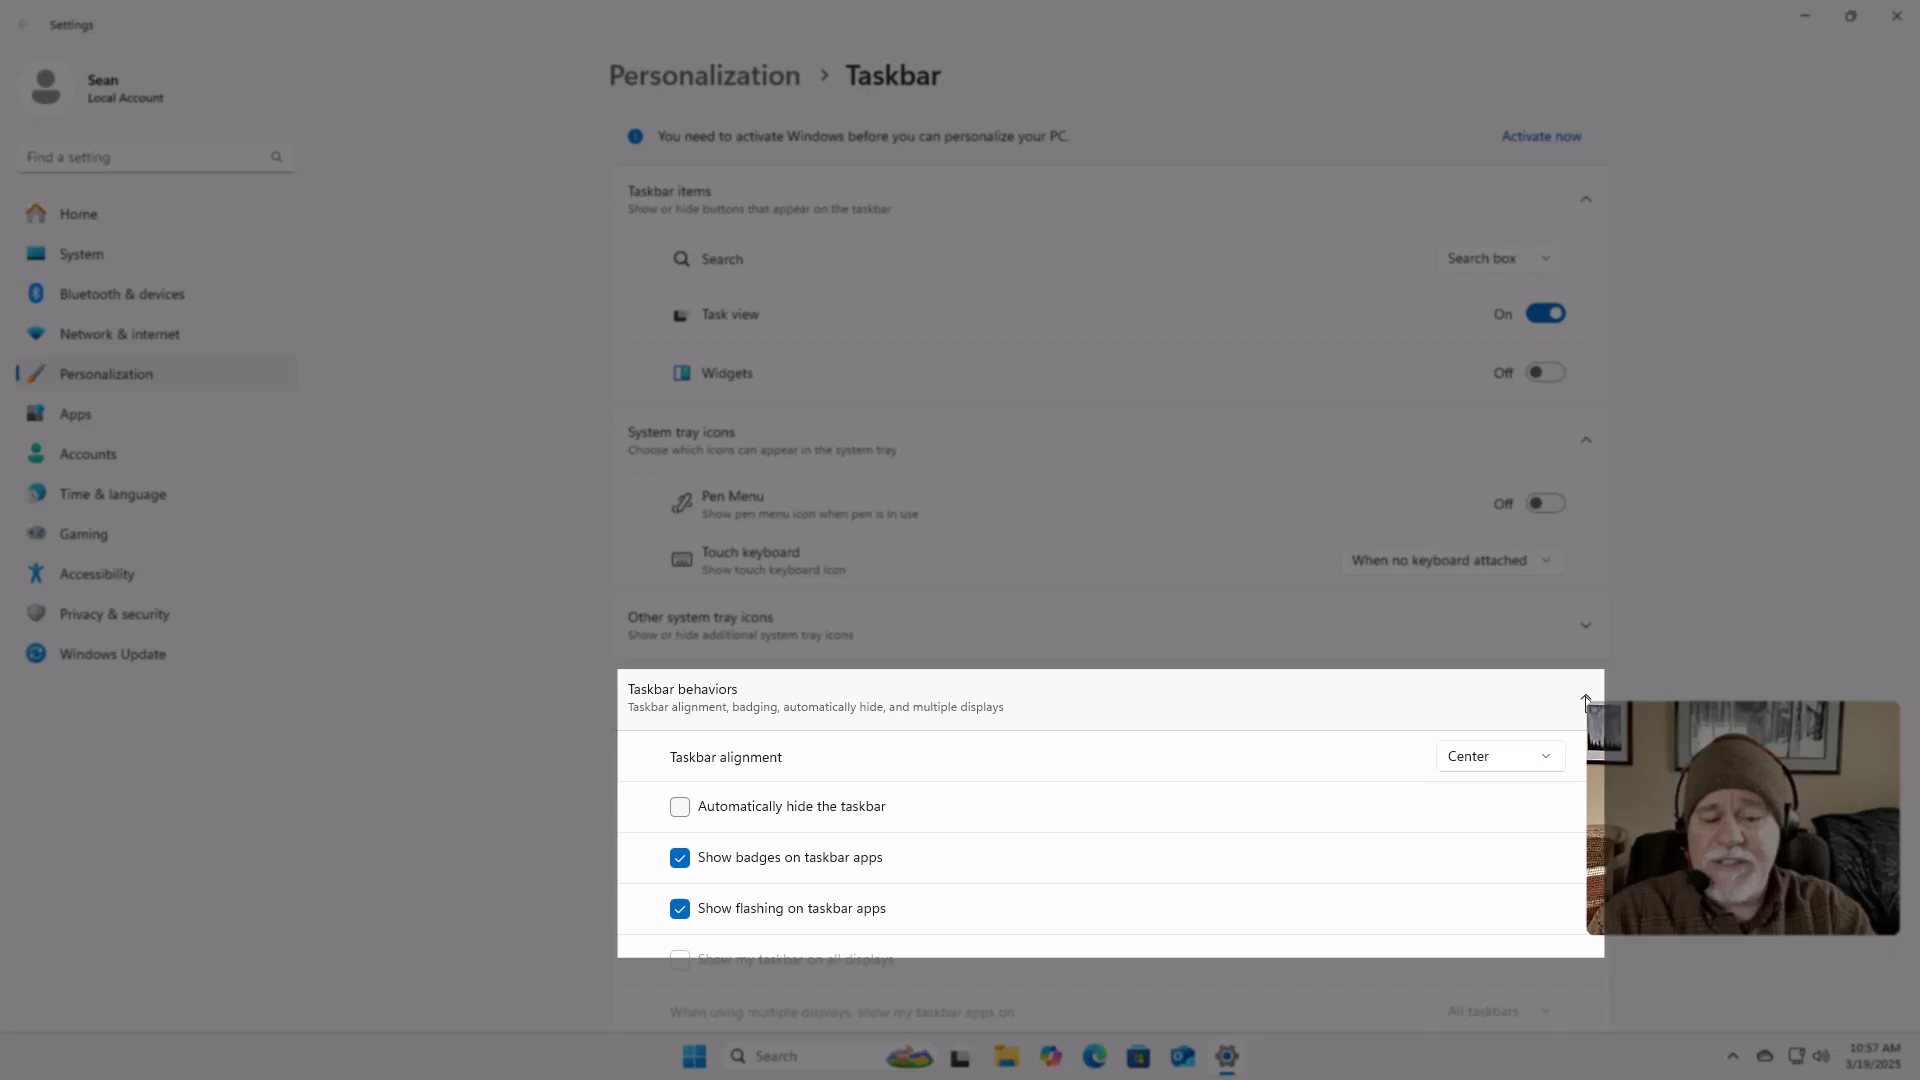 Settings
Sean
Local Account
Find a setting
Home
System
Bluetooth & devices
Network & internet
Personalization
Apps
Accounts
Time & language
Gaming
Accessibility
Privacy & security
Windows Update
Personalization > Taskbar
You need to activate Windows before you can personalize your PC.
Activate now
Taskbar items
Show or hide buttons that appear on the taskbar
Search
Search box
Task view
On
Widgets
Off
System tray icons
Choose which icons can appear in the system tray
Pen Menu
Show pen menu icon when pen is in use
Off
Touch keyboard
Show touch keyboard icon
When no keyboard attached
Other system tray icons
Show or hide additional system tray icons
Taskbar behaviors
Taskbar alignment, badging, automatically hide, and multiple displays
Taskbar alignment
Center
Automatically hide the taskbar
Show badges on taskbar apps
Show flashing on taskbar apps
Show my taskbar on all displays
When using multiple displays, show my taskbar apps on
All taskbars
Search
10:57 AM
3/19/2025